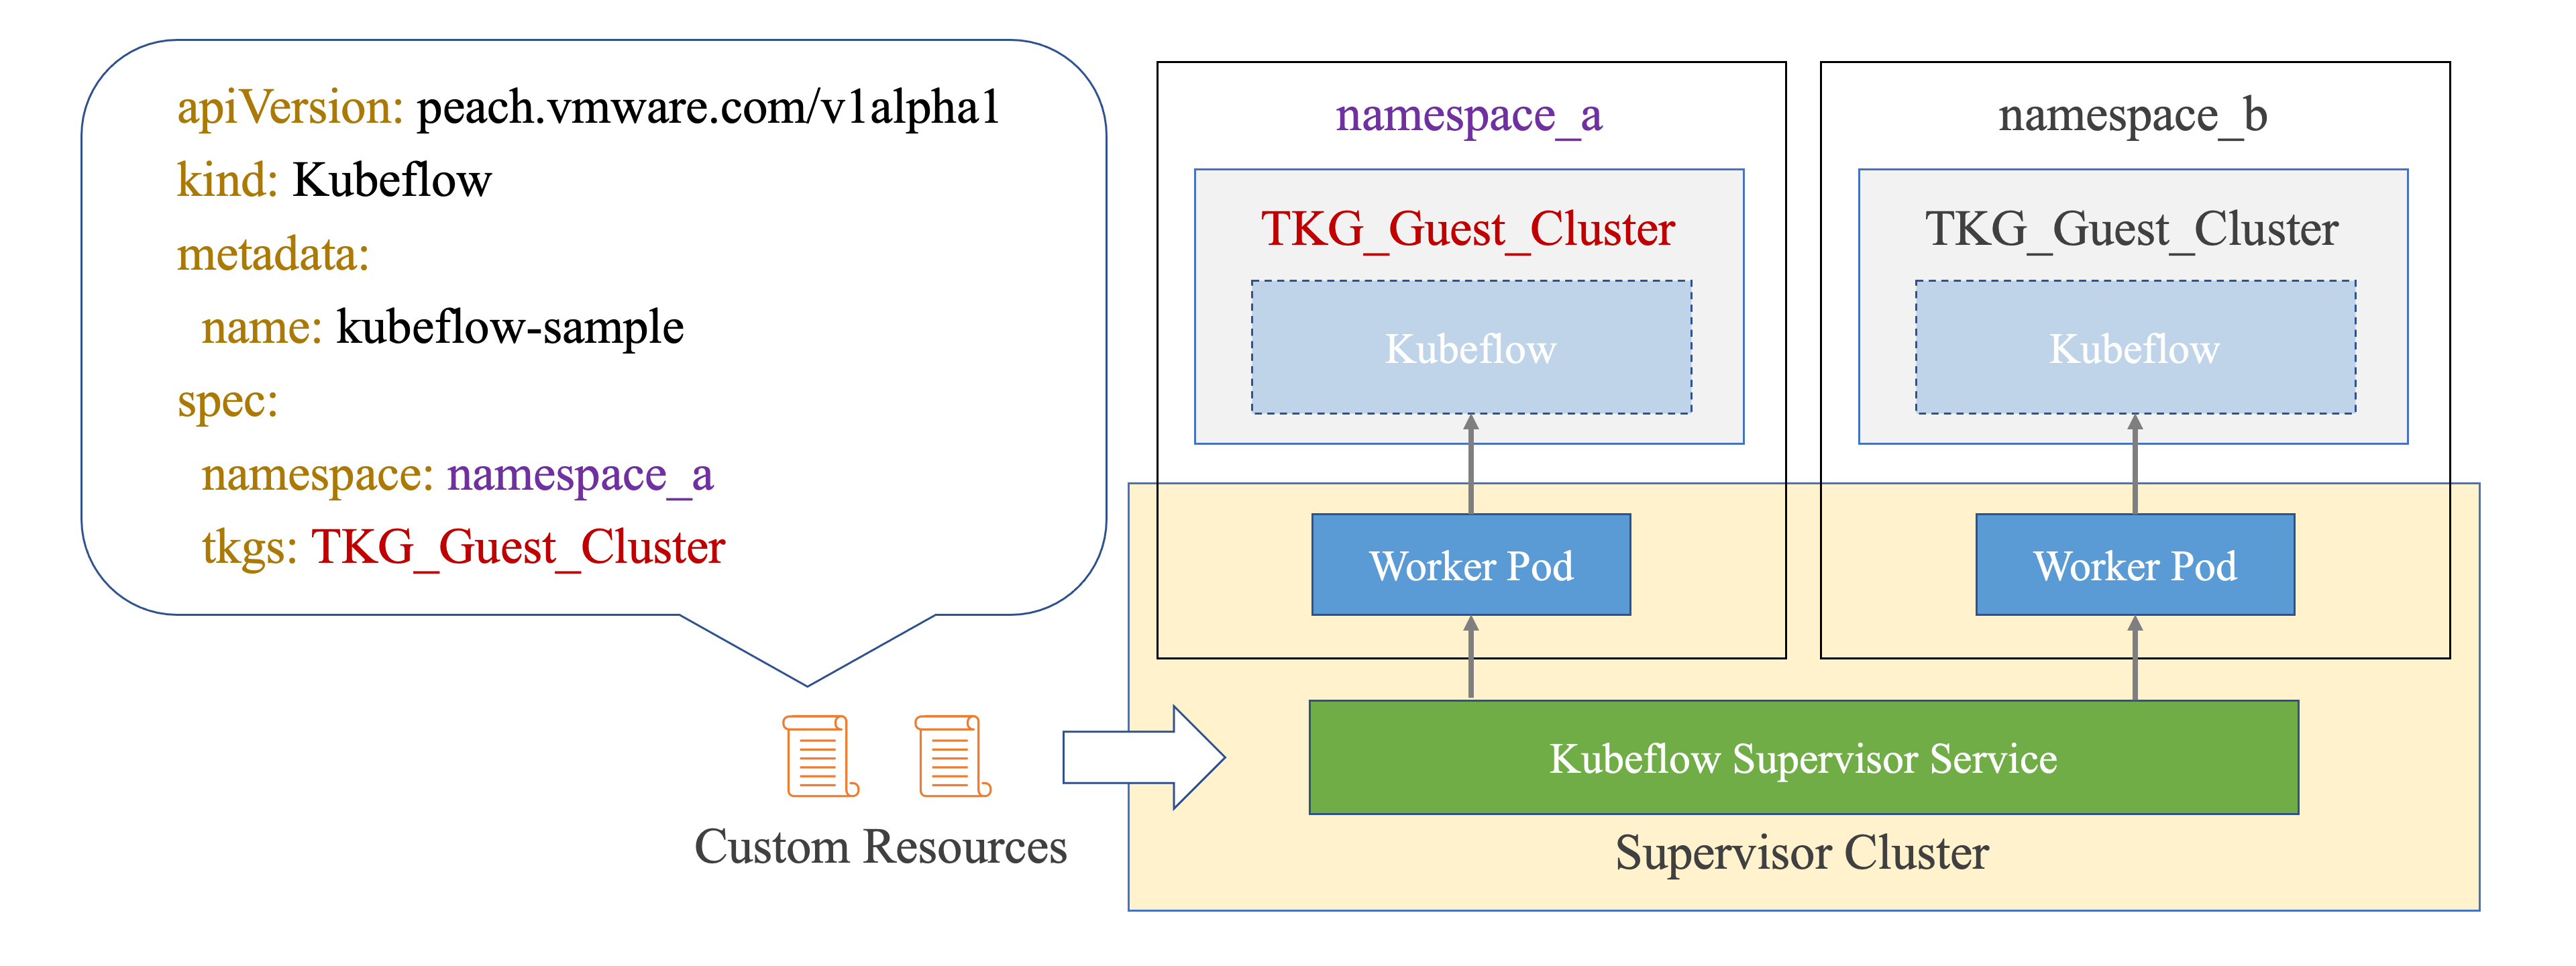 apiVersion: peach.vmware.com/v1alpha1
kind: Kubeflow
metadata:
  name: kubeflow-sample
spec:
  namespace: namespace_a
  tkgs: TKG_Guest_Cluster
Custom Resources
namespace_a
TKG_Guest_Cluster
Kubeflow
Worker Pod
namespace_b
TKG_Guest_Cluster
Kubeflow
Worker Pod
Kubeflow Supervisor Service
Supervisor Cluster